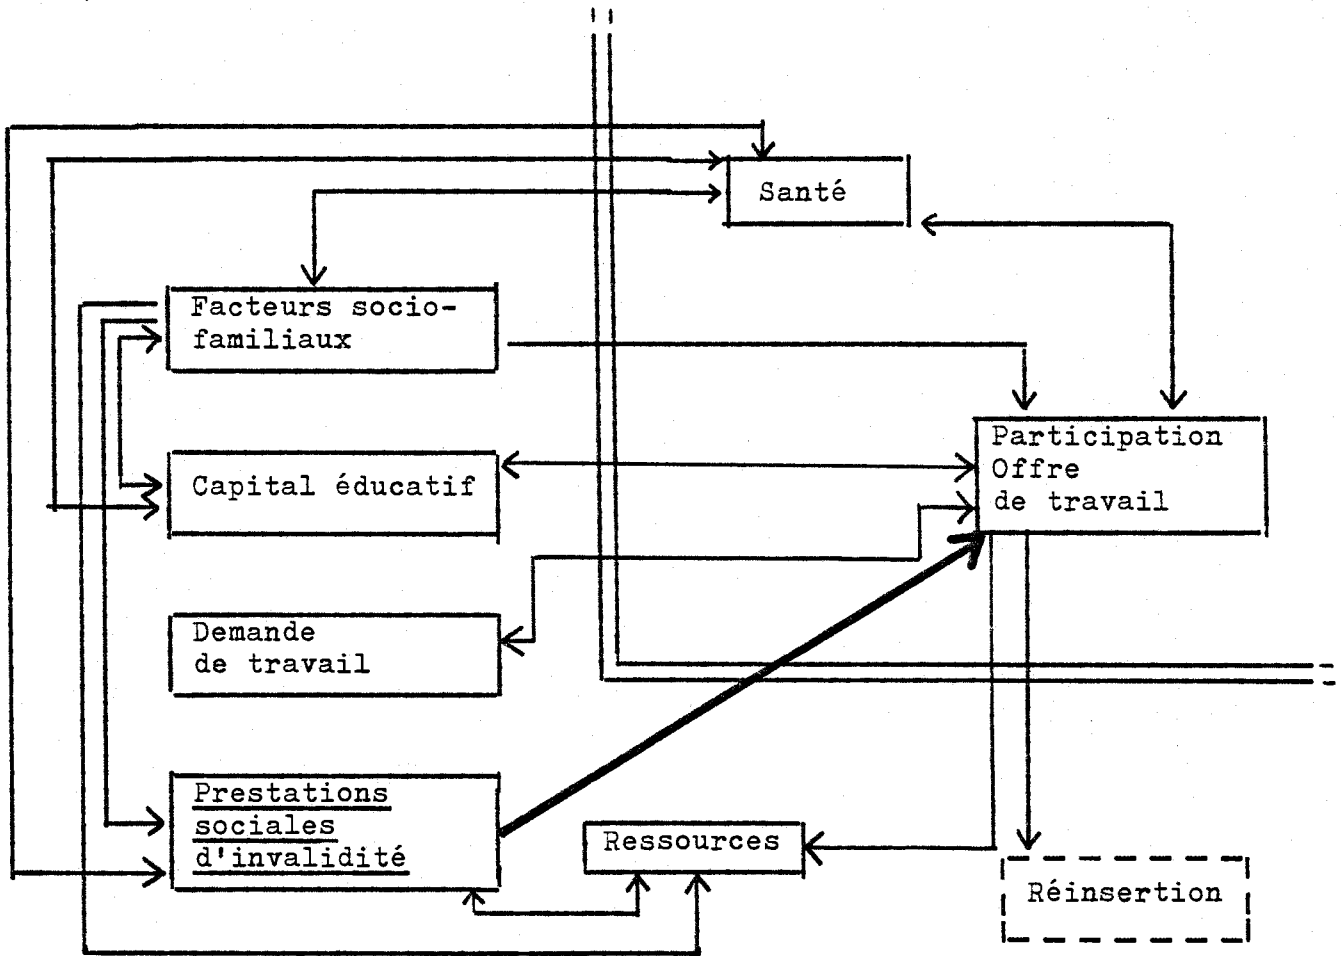 Santé
Facteurs socio-
familiaux
Participation
Offre
de travail
Capital éducatif
Demande
de travail
Prestations
sociales
d'invalidité
Ressources
Réinsertion